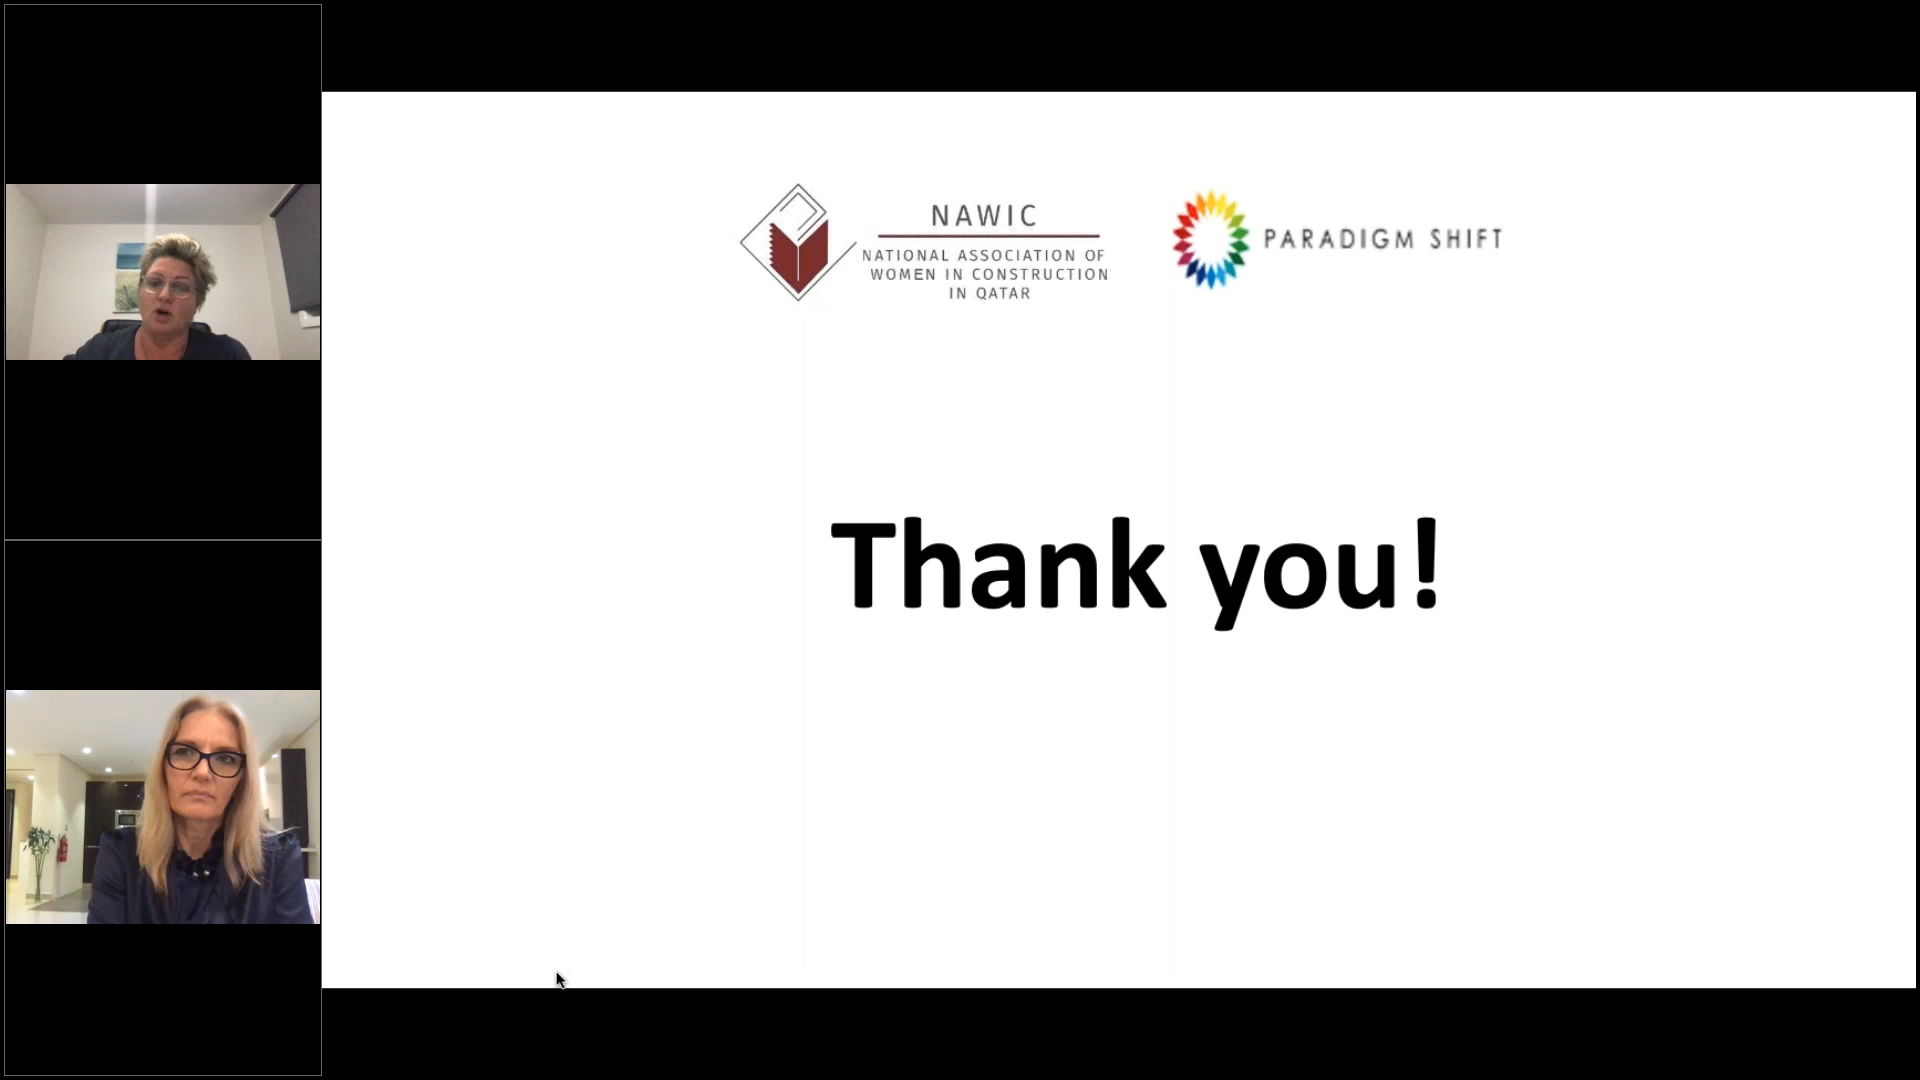 NAWIC
NATIONAL ASSOCIATION OF
WOMEN IN CONSTRUCTION
IN QATAR
PARADIGM SHIFT
Thank you!